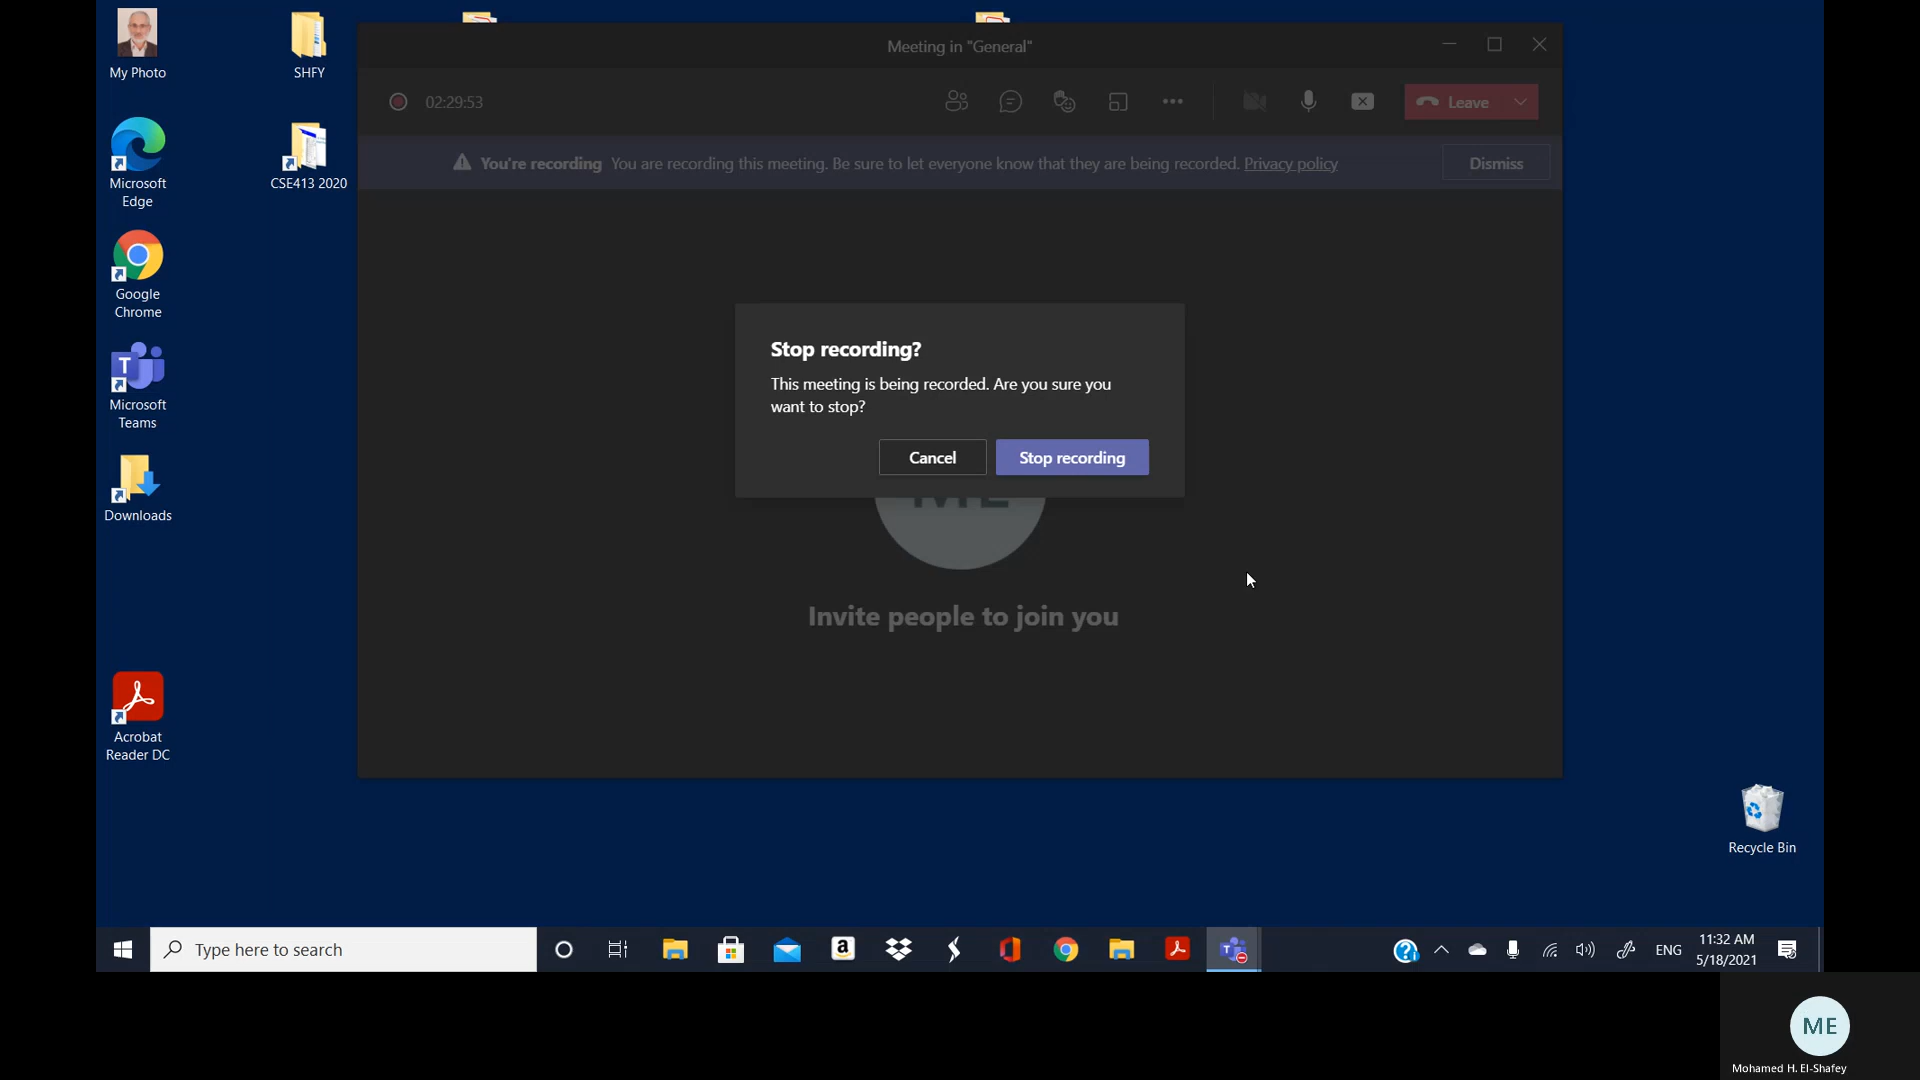 My Photo
SHFY
Meeting in "General"
02:29:53
Leave
You're recording You are recording this meeting. Be sure to let everyone know that they are being recorded. Privacy policy
Dismiss
Microsoft
Edge
CSE413 2020
Google
Chrome
Stop recording?
This meeting is being recorded. Are you sure you
want to stop?
Cancel
Stop recording
Microsoft
Teams
Downloads
Invite people to join you
Acrobat
Reader DC
Recycle Bin
Type here to search
ENG
11:32 AM
5/18/2021
ME
Mohamed H. El-Shafey